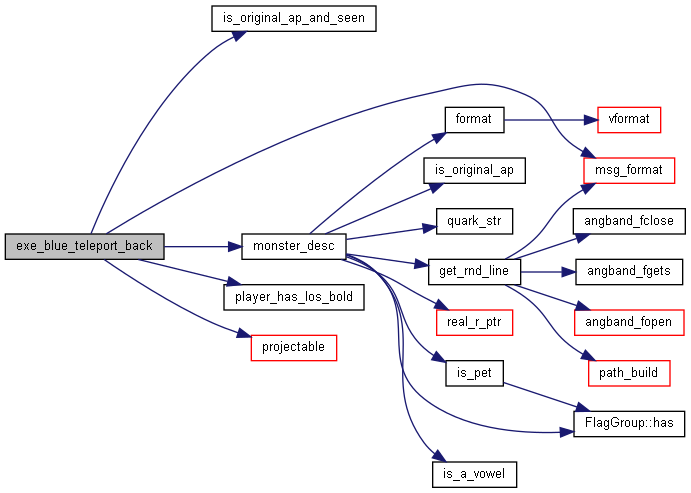 is_original_ap_and_seen
format
vformat
is_original_ap
msg_format
quark_str
angband_fclose
exe_blue_teleport_back
monster_desc
get_rnd_line
angband_fgets
player_has_los_bold
real_r_ptr
angband_fopen
projectable
is_pet
path_build
FlagGroup::has
is_a_vowel